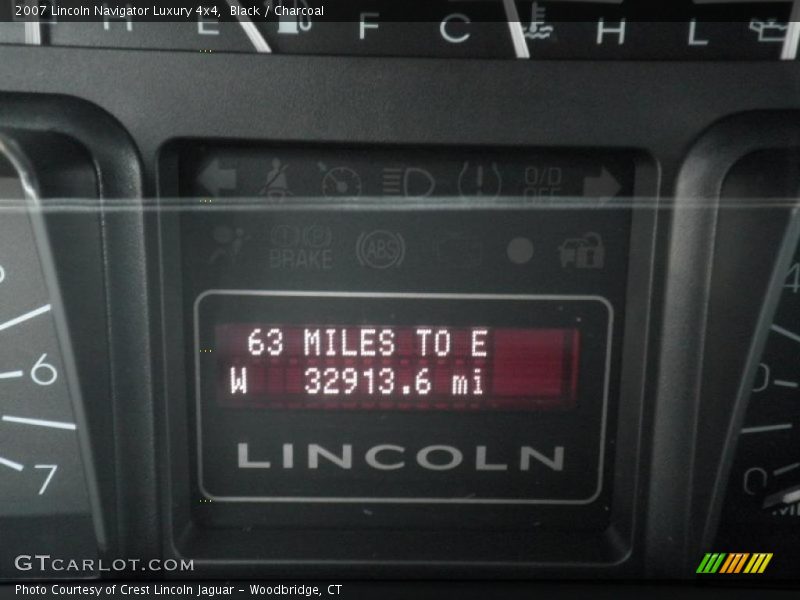 2007 Lincoln Navigator Luxury 4x4,  Black / Charcoal
H E F C H L
O/D
OFF
BRAKE ABS
63 MILES TO E
W 32913.6 mi
LINCOLN
6
7
GTCARLOT.COM
Photo Courtesy of Crest Lincoln Jaguar - Woodbridge, CT